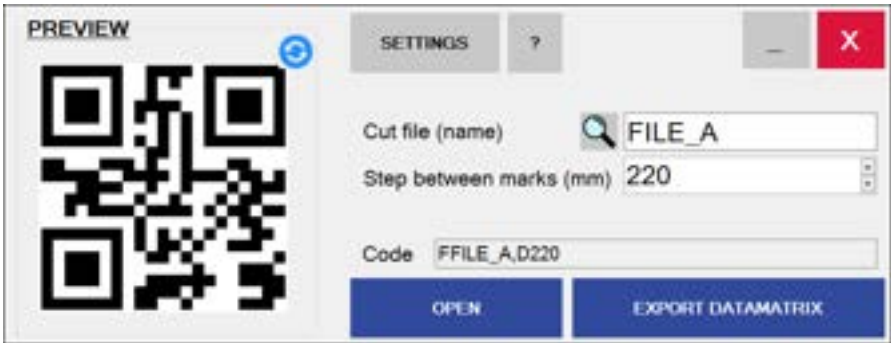 PREVIEW
SETTINGS
?
_
X
Cut file (name)
FILE_A
Step between marks (mm)
220
Code
FFILE_A,D220
OPEN
EXPORT DATAMATRIX